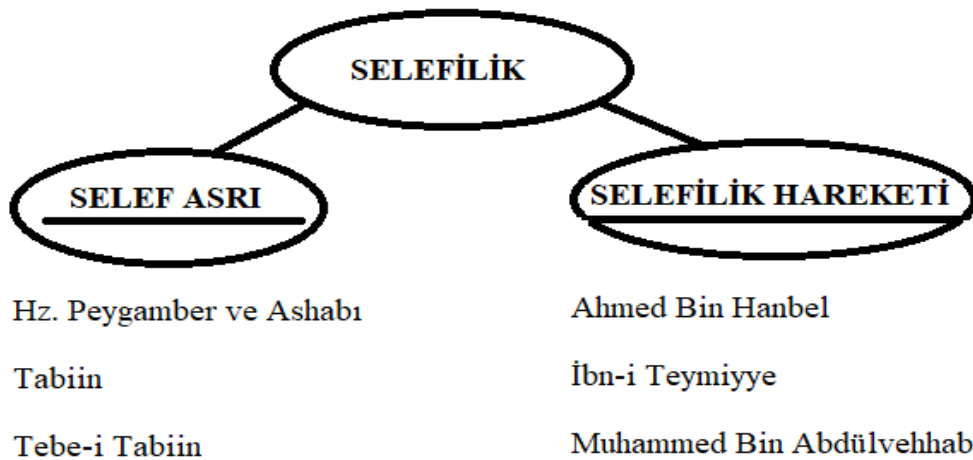 SELEFİLİK
SELEF ASRI
SELEFİLİK HAREKETİ
Hz. Peygamber ve Ashabı
Tabiin
Tebe-i Tabiin
Ahmed Bin Hanbel
İbn-i Teymiyye
Muhammed Bin Abdülvehhab